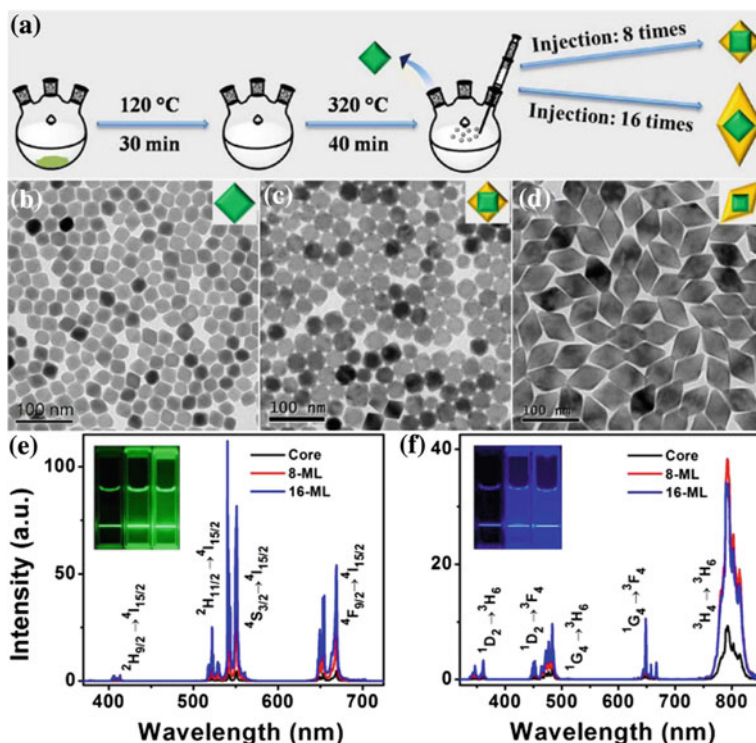 (a)
120 °C
30 min
320 °C
40 min
Injection: 8 times
Injection: 16 times
(b)
100 nm
(c)
100 nm
(d)
100 nm
(e)
Core
8-ML
16-ML
²H₉/₂→⁴I₁₅/₂
²H₁₁/₂→⁴I₁₅/₂
⁴S₃/₂→⁴I₁₅/₂
⁴F₉/₂→⁴I₁₅/₂
Intensity (a.u.)
100
50
0
400
500
600
700
Wavelength (nm)
(f)
Core
8-ML
16-ML
¹D₂→³H₆
¹D₂→³F₄
¹G₄→³H₆
¹G₄→³F₄
³H₄→³H₆
40
20
0
400
500
600
700
800
Wavelength (nm)